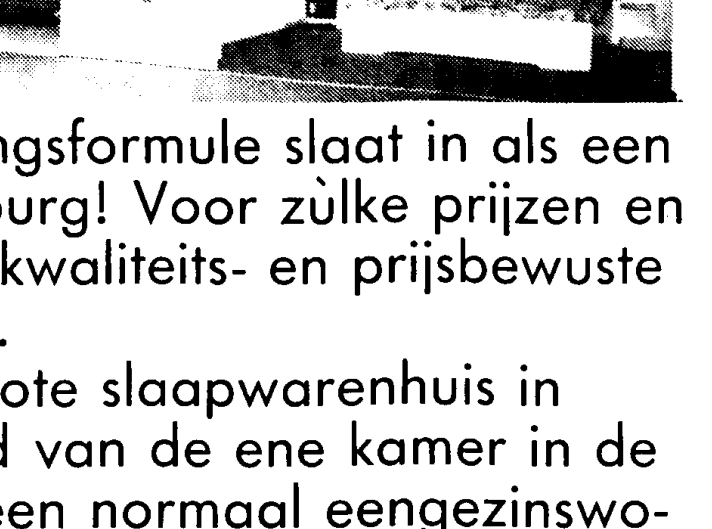 ngsformule slaat in als een
ourg! Voor zùlke prijzen en
kwaliteits- en prijsbewuste
.
ote slaapwarenhuis in
d van de ene kamer in de
een normaal eengezinswo-